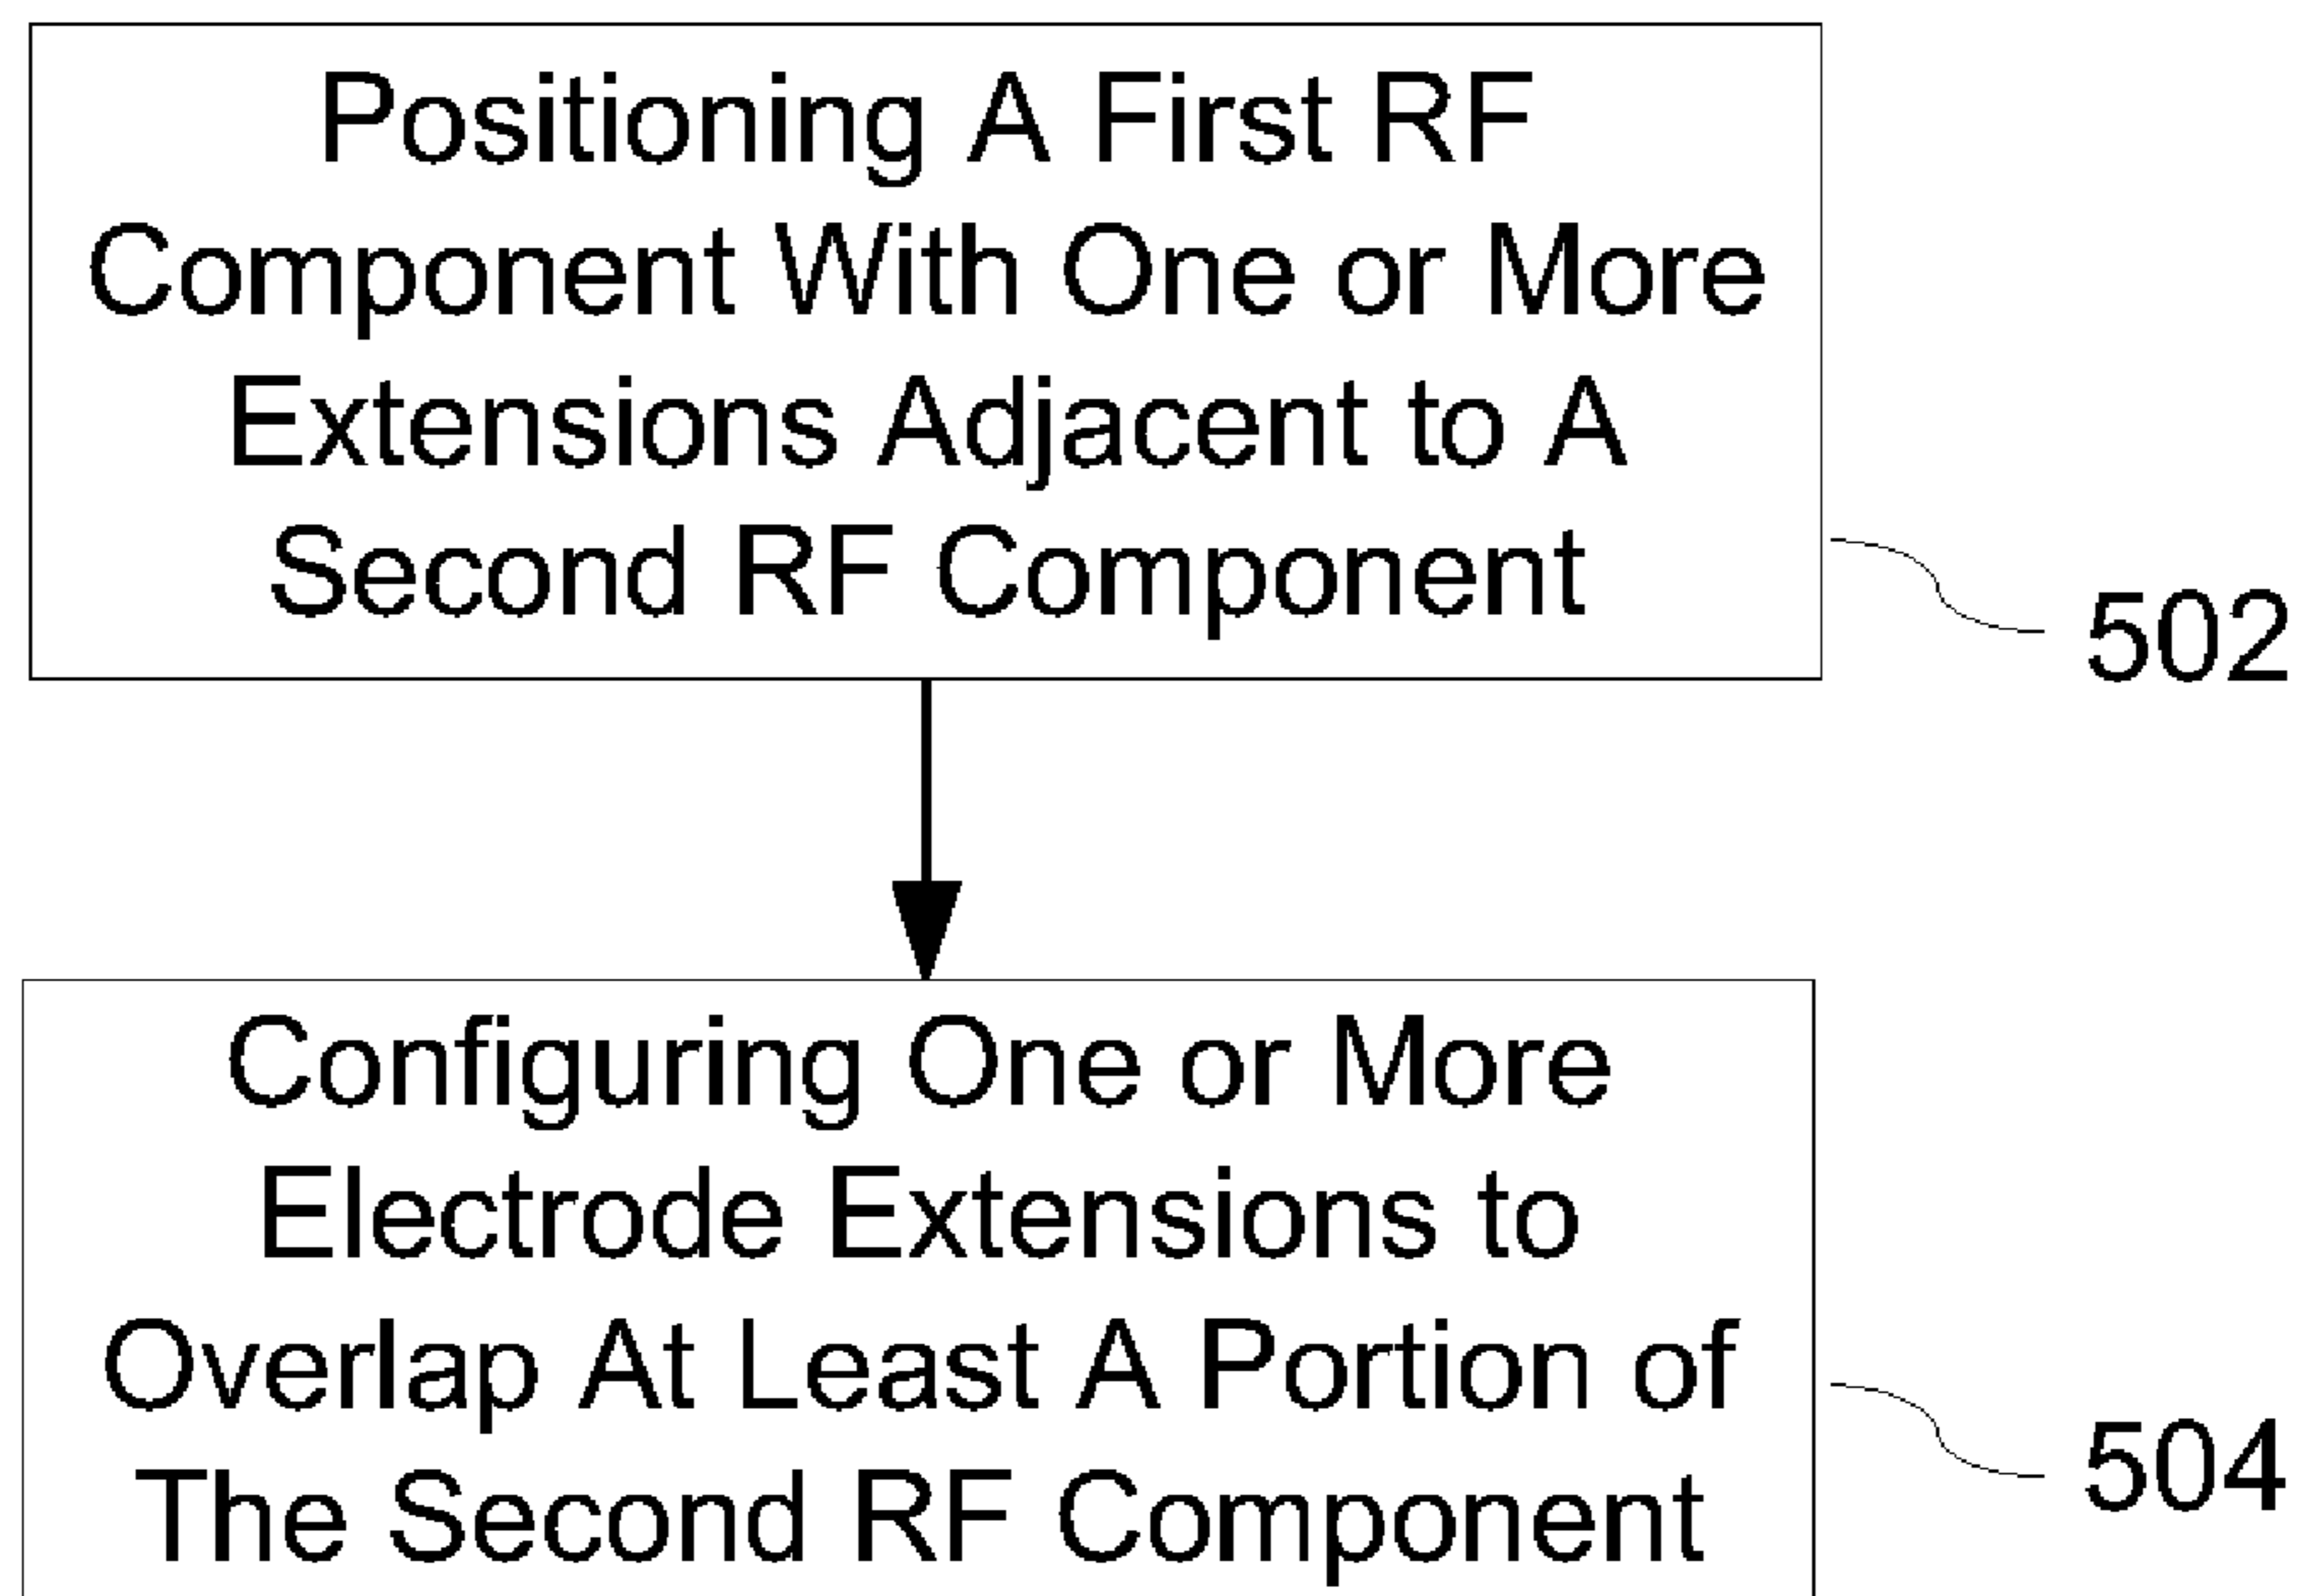 Positioning A First RF
Component With One or More
Extensions Adjacent to A
Second RF Component
502
Configuring One or More
Electrode Extensions to
Overlap At Least A Portion of
The Second RF Component
504